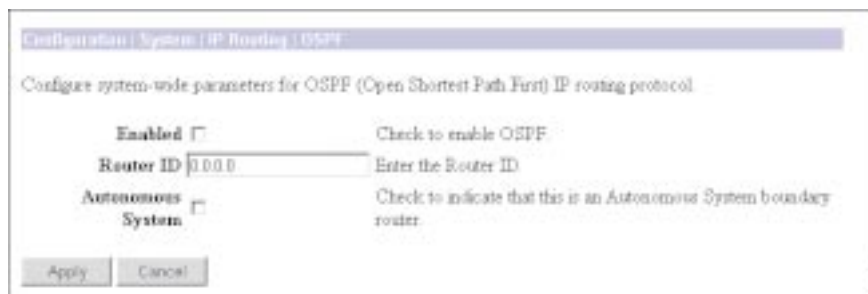 Configuration | System | IP Routing | OSPF
Configure system-wide parameters for OSPF (Open Shortest Path First) IP routing protocol.
Enabled Check to enable OSPF.
Router ID 0.0.0.0 Enter the Router ID.
Autonomous System Check to indicate that this is an Autonomous System boundary
router.
Apply Cancel